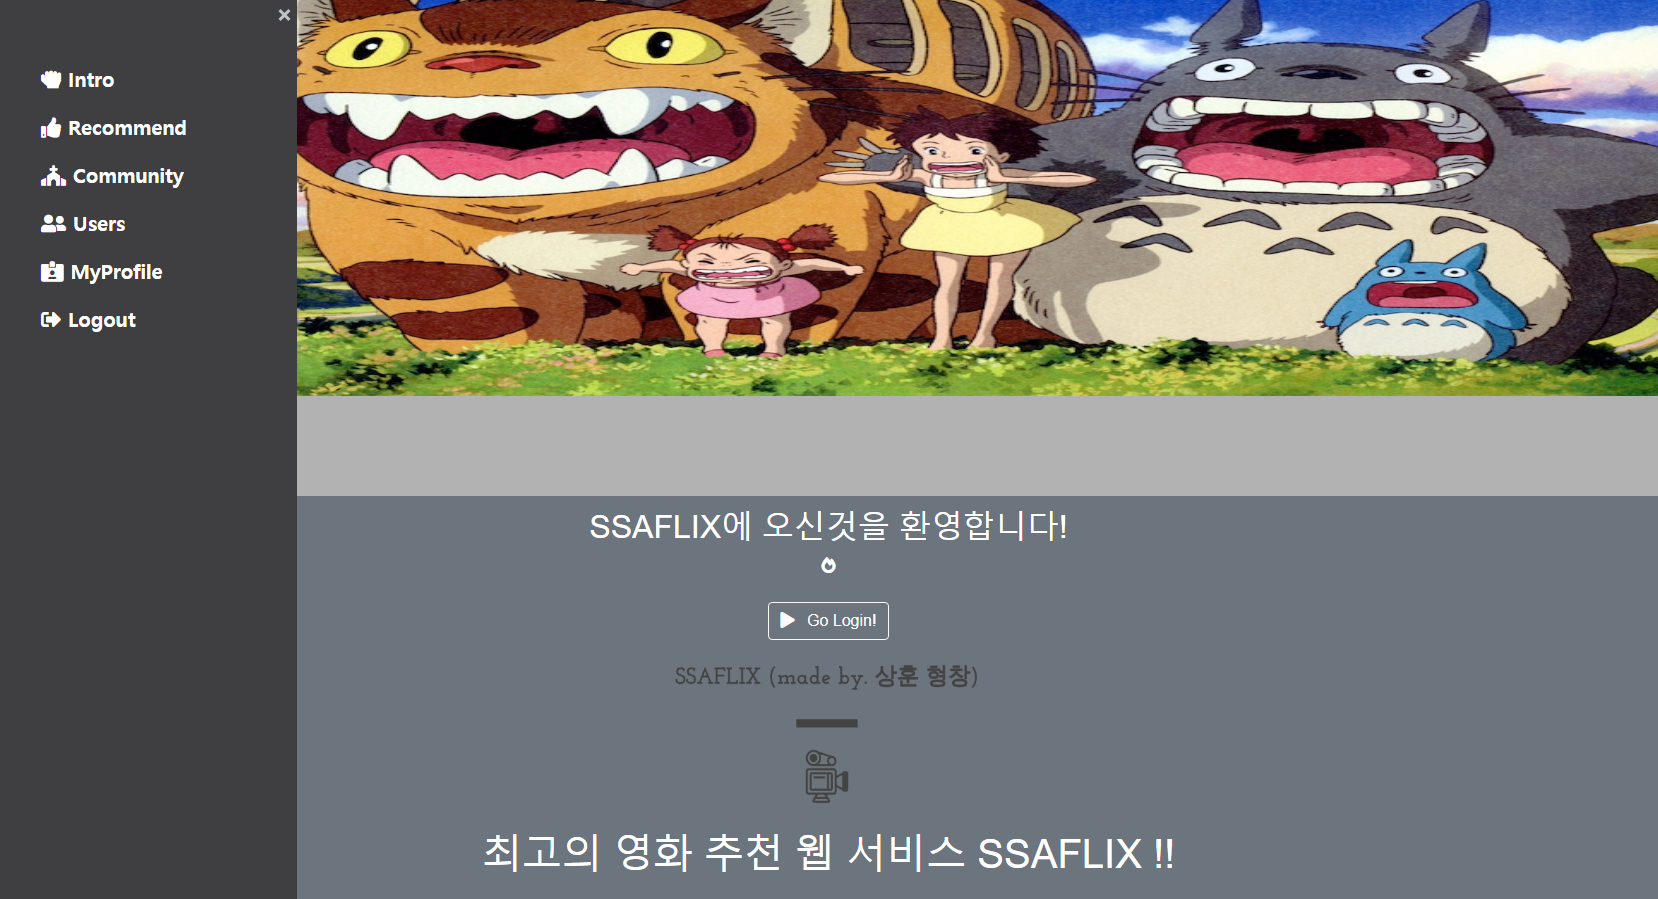 ×
Intro
Recommend
Community
Users
MyProfile
Logout
SSAFLIX에 오신것을 환영합니다!
Go Login!
SSAFLIX (made by. 상훈 형창)
최고의 영화 추천 웹 서비스 SSAFLIX !!